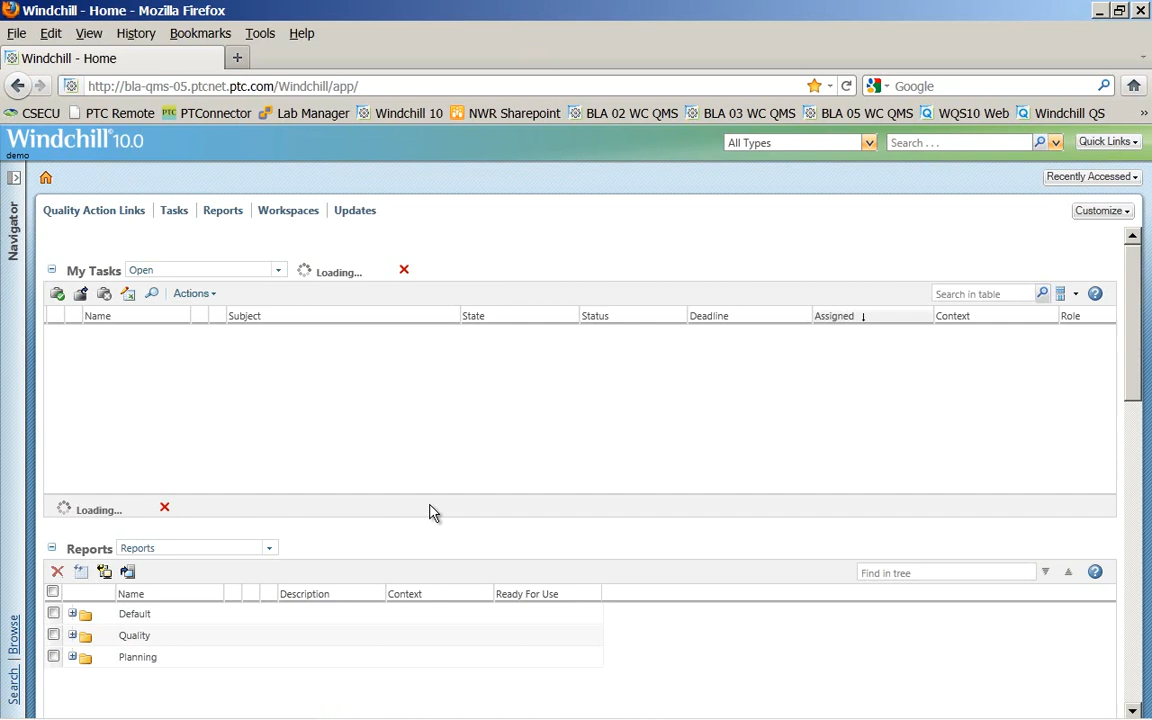 Windchill - Home - Mozilla Firefox
File Edit View History Bookmarks Tools Help
Windchill - Home
http://bla-qms-05.ptcnet.ptc.com/Windchill/app/
Google
CSECU PTC Remote PTC PTConnector Lab Manager Windchill 10 NWR Sharepoint BLA 02 WC QMS BLA 03 WC QMS BLA 05 WC QMS WQS10 Web Windchill QS »
Windchill® 10.0
All Types Search . . . Quick Links
demo
Recently Accessed
Navigator
Quality Action Links Tasks Reports Workspaces Updates Customize
My Tasks Open Loading...
Actions Search in table
Name Subject State Status Deadline Assigned ↓ Context Role
Loading...
Reports Reports
Find in tree
Name Description Context Ready For Use
Default
Quality
Planning
Search | Browse